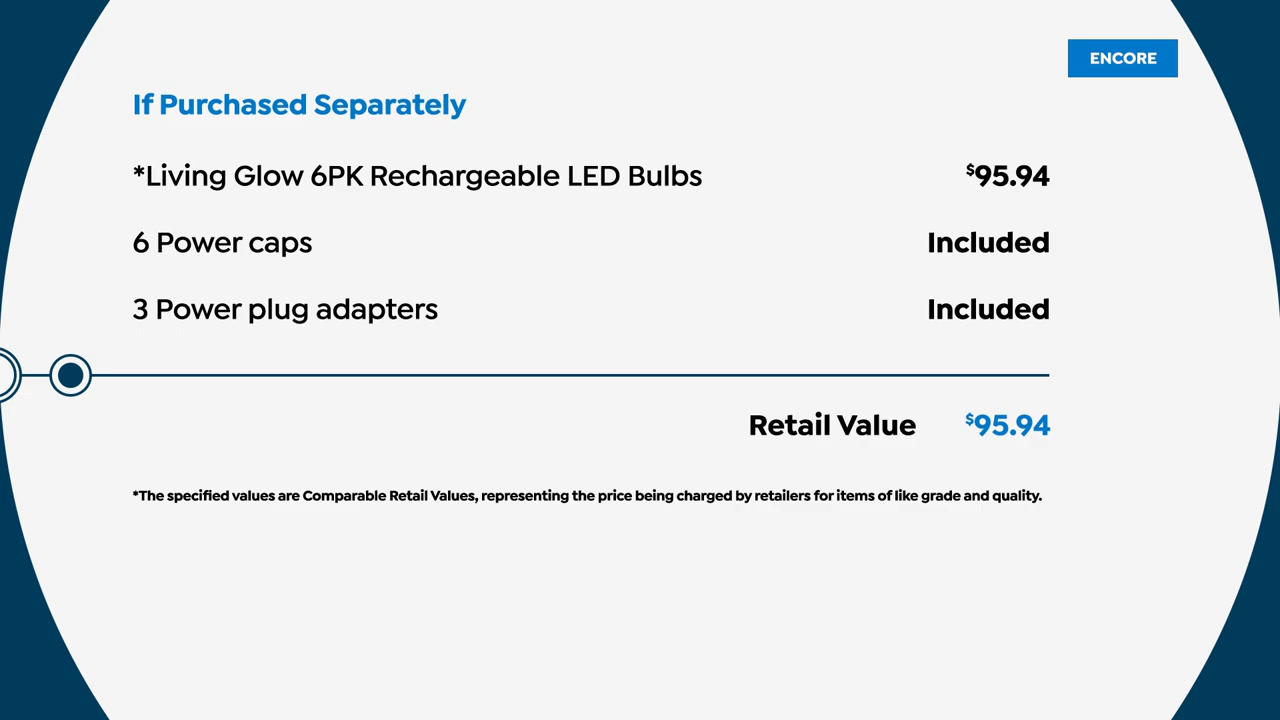 ENCORE
If Purchased Separately
*Living Glow 6PK Rechargeable LED Bulbs $95.94
6 Power caps Included
3 Power plug adapters Included
Retail Value $95.94
*The specified values are Comparable Retail Values, representing the price being charged by retailers for items of like grade and quality.